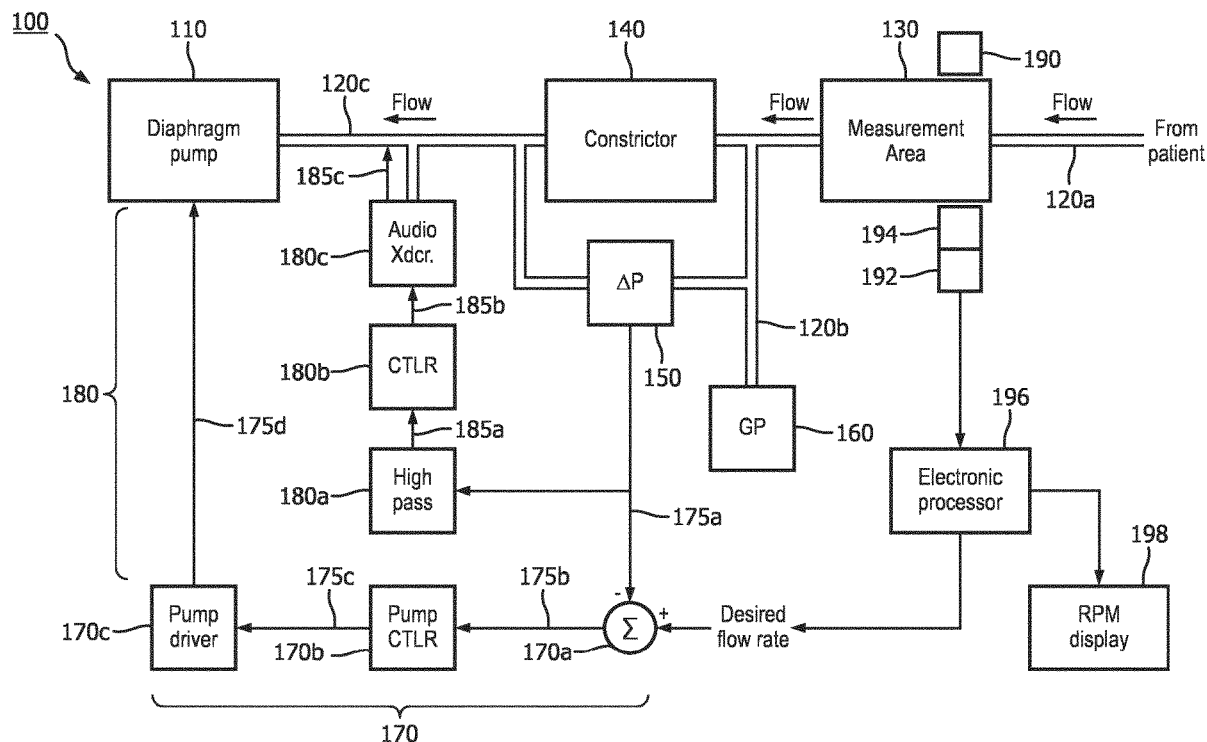 100
110
140
130
190
120c
Flow
Flow
Flow
Diaphragm
pump
Constrictor
Measurement
Area
From
patient
185c
120a
Audio
Xdcr.
180c
194
192
ΔP
185b
120b
CTLR
180b
150
180
196
175d
185a
GP
160
High
pass
180a
Electronic
processor
175a
198
175c
175b
-
+
Pump
driver
170c
Pump
CTLR
170b
Σ
170a
Desired
flow rate
RPM
display
170